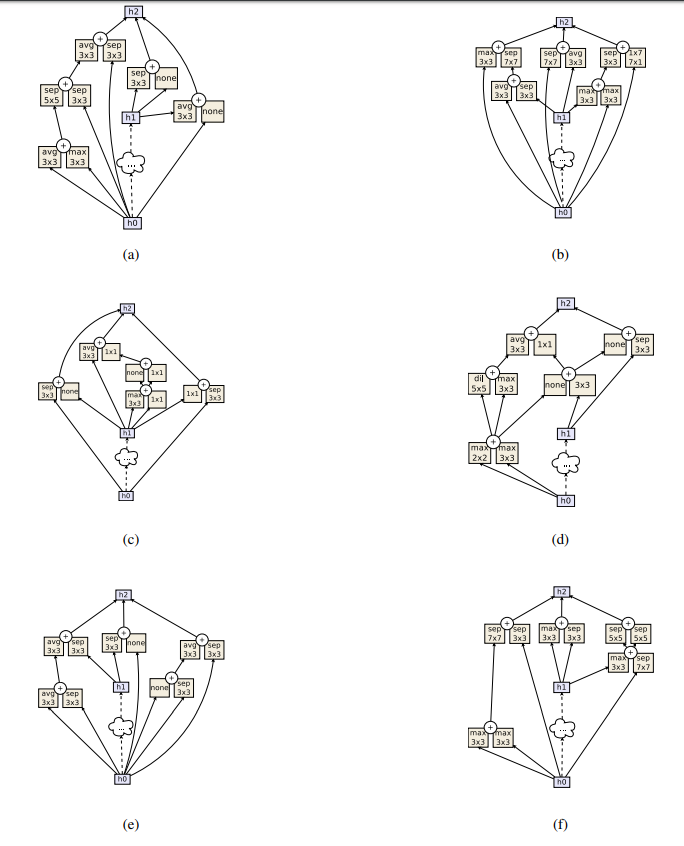 h2
avg 3x3
sep 3x3
sep 5x5
sep 3x3
sep 3x3
none
avg 3x3
none
h1
avg 3x3
max 3x3
...
h0
(a)
h2
max 3x3
sep 7x7
sep 7x7
avg 3x3
sep 3x3
1x7 7x1
avg 3x3
sep 3x3
max 3x3
max 3x3
h1
...
h0
(b)
h2
avg 3x3
1x1
none
1x1
sep 3x3
none
max 3x3
1x1
1x1
sep 3x3
h1
...
h0
(c)
h2
avg 3x3
1x1
none
sep 3x3
dil 5x5
max 3x3
none
3x3
h1
max 2x2
max 3x3
...
h0
(d)
h2
avg 3x3
sep 3x3
sep 3x3
none
avg 3x3
sep 3x3
h1
none
sep 3x3
avg 3x3
sep 3x3
...
h0
(e)
h2
sep 7x7
sep 3x3
max 3x3
sep 3x3
sep 5x5
sep 5x5
max 3x3
sep 7x7
h1
max 3x3
max 3x3
...
h0
(f)